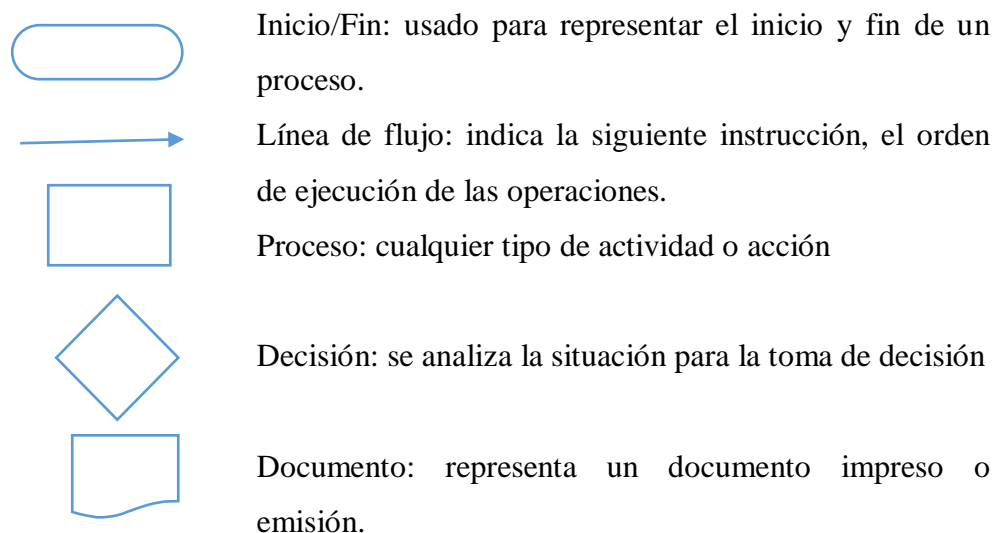 Inicio/Fin: usado para representar el inicio y fin de un
proceso.
Línea de flujo: indica la siguiente instrucción, el orden
de ejecución de las operaciones.
Proceso: cualquier tipo de actividad o acción
Decisión: se analiza la situación para la toma de decisión
Documento: representa un documento impreso o
emisión.